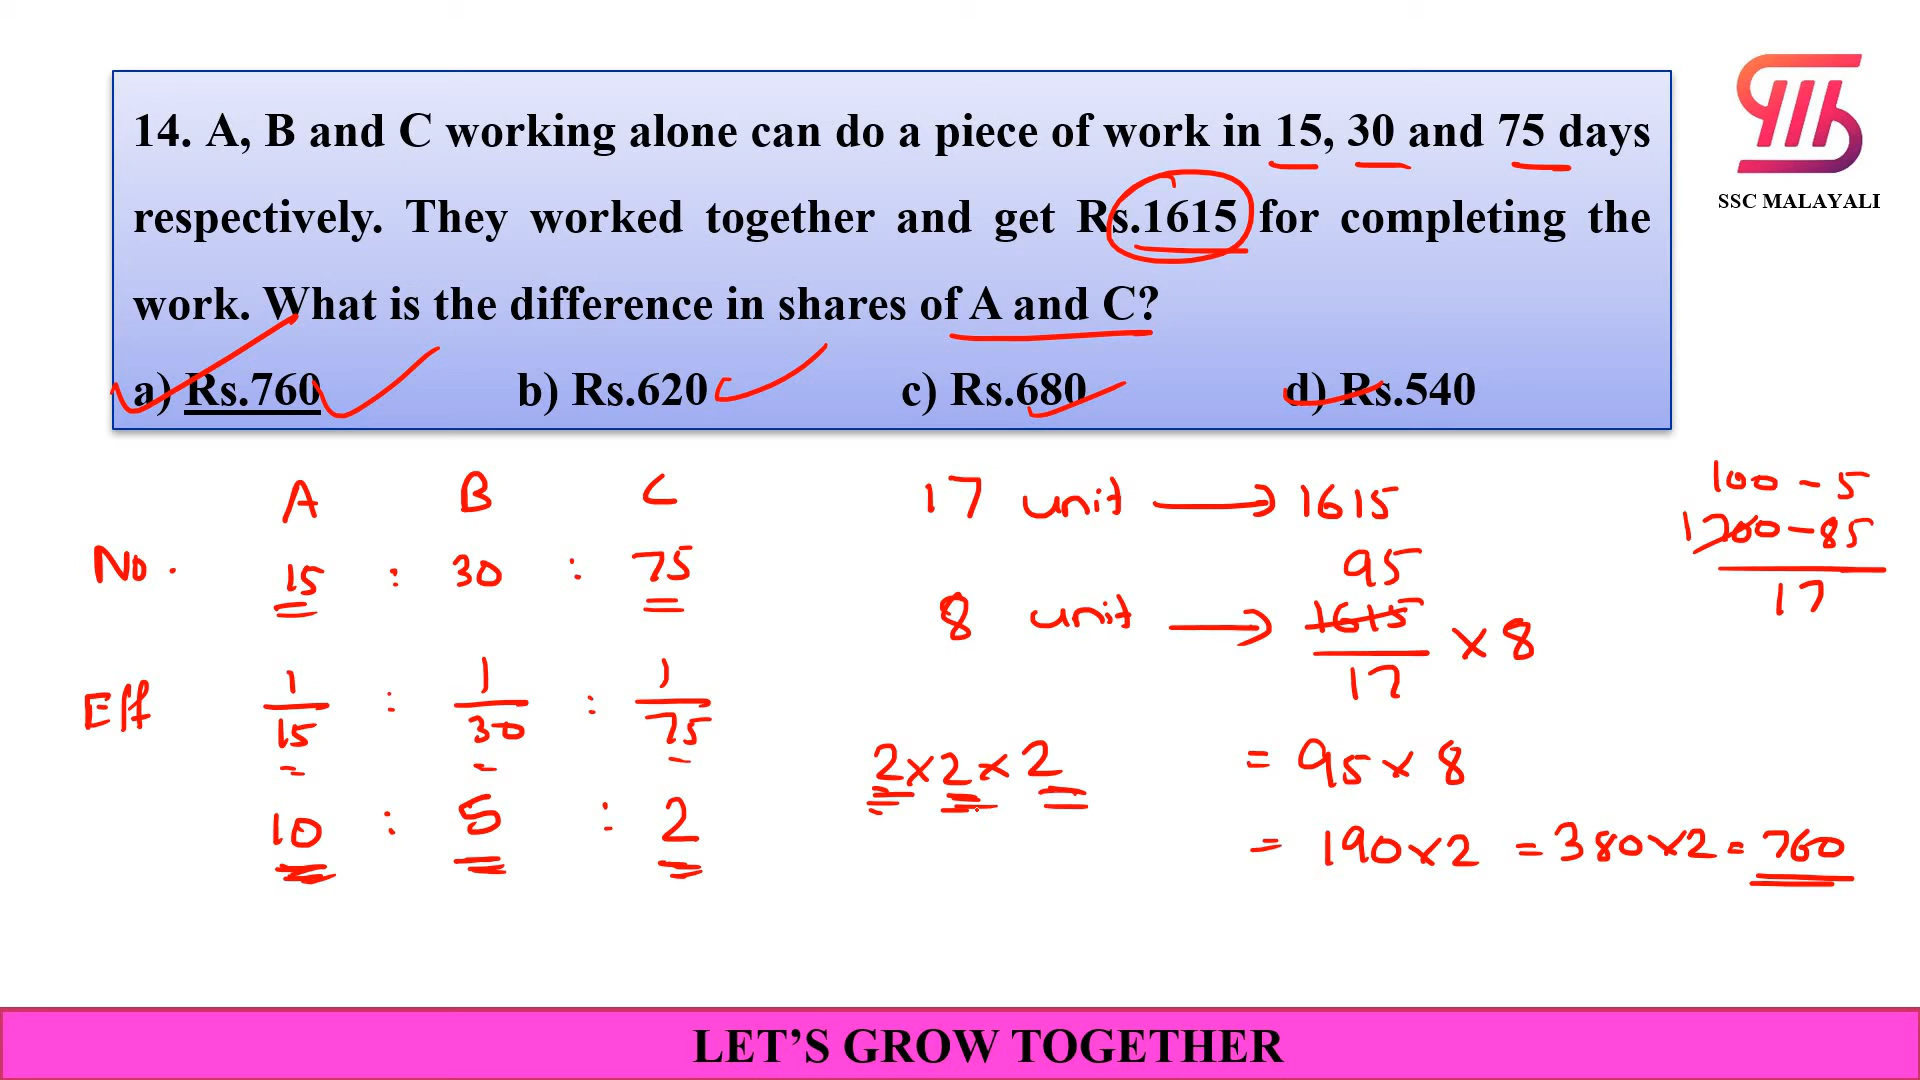 14. A, B and C working alone can do a piece of work in 15, 30 and 75 days
respectively. They worked together and get Rs.1615 for completing the
work. What is the difference in shares of A and C?
a) Rs.760 b) Rs.620 c) Rs.680 d) Rs.540
SSC MALAYALI
A B C
No. 15 : 30 : 75
Eff 1/15 : 1/30 : 1/75
10 : 5 : 2
17 unit → 1615
95
8 unit → 1615/17 × 8
2×2×2
= 95 × 8
= 190×2 = 380×2 = 760
100 - 5
1700 - 85
17
LET’S GROW TOGETHER